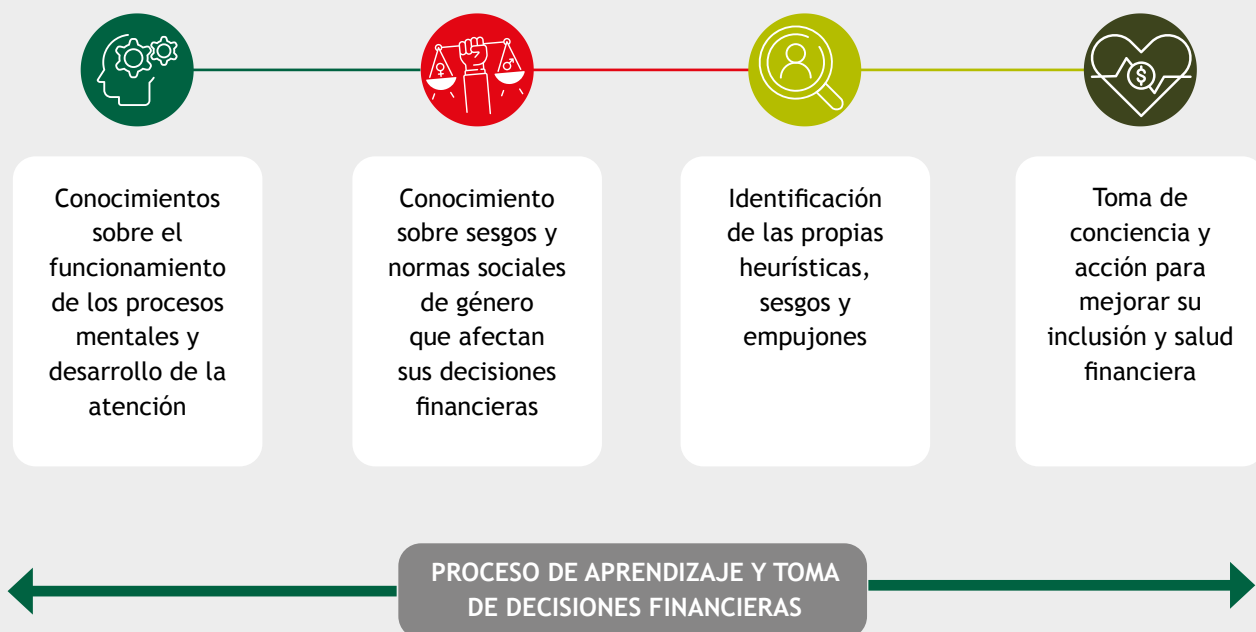 Conocimientos
sobre el
funcionamiento
de los procesos
mentales y
desarrollo de la
atención
Conocimiento
sobre sesgos y
normas sociales
de género
que afectan
sus decisiones
financieras
Identificación
de las propias
heurísticas,
sesgos y
empujones
Toma de
conciencia y
acción para
mejorar su
inclusión y salud
financiera
PROCESO DE APRENDIZAJE Y TOMA
DE DECISIONES FINANCIERAS